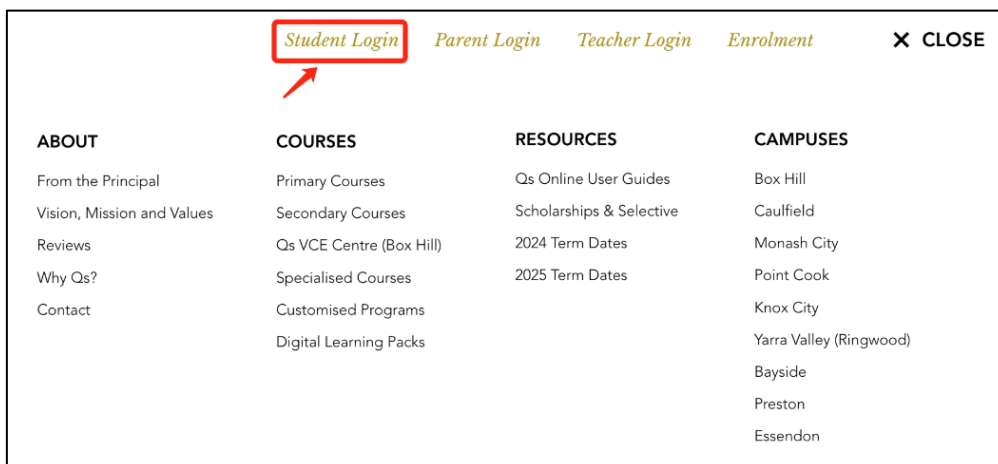 Student Login Parent Login Teacher Login Enrolment ✕ CLOSE
ABOUT
From the Principal
Vision, Mission and Values
Reviews
Why Qs?
Contact
COURSES
Primary Courses
Secondary Courses
Qs VCE Centre (Box Hill)
Specialised Courses
Customised Programs
Digital Learning Packs
RESOURCES
Qs Online User Guides
Scholarships & Selective
2024 Term Dates
2025 Term Dates
CAMPUSES
Box Hill
Caulfield
Monash City
Point Cook
Knox City
Yarra Valley (Ringwood)
Bayside
Preston
Essendon